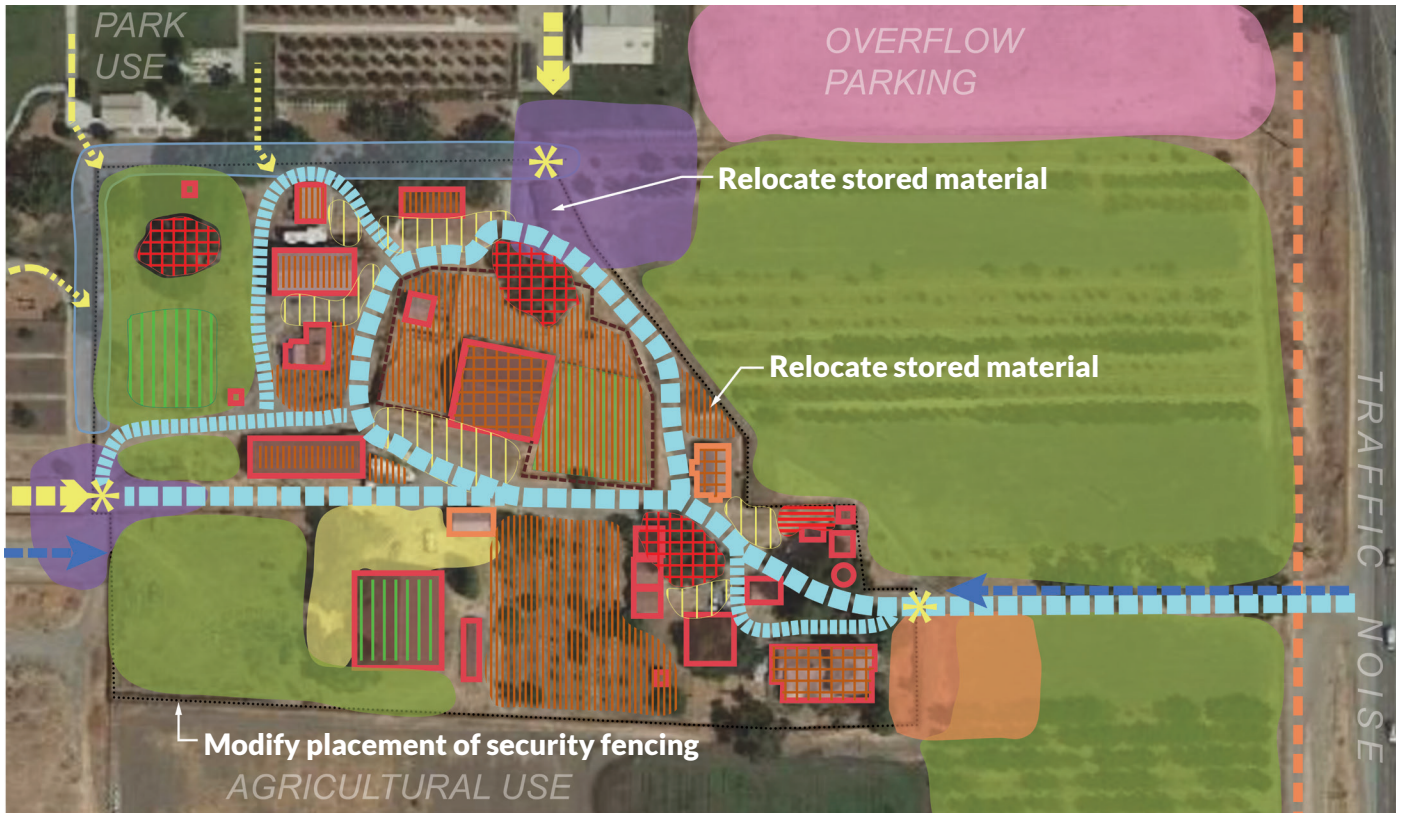 PARK
USE
OVERFLOW
PARKING
Relocate stored material
Relocate stored material
TRAFFIC NOISE
Modify placement of security fencing
AGRICULTURAL USE